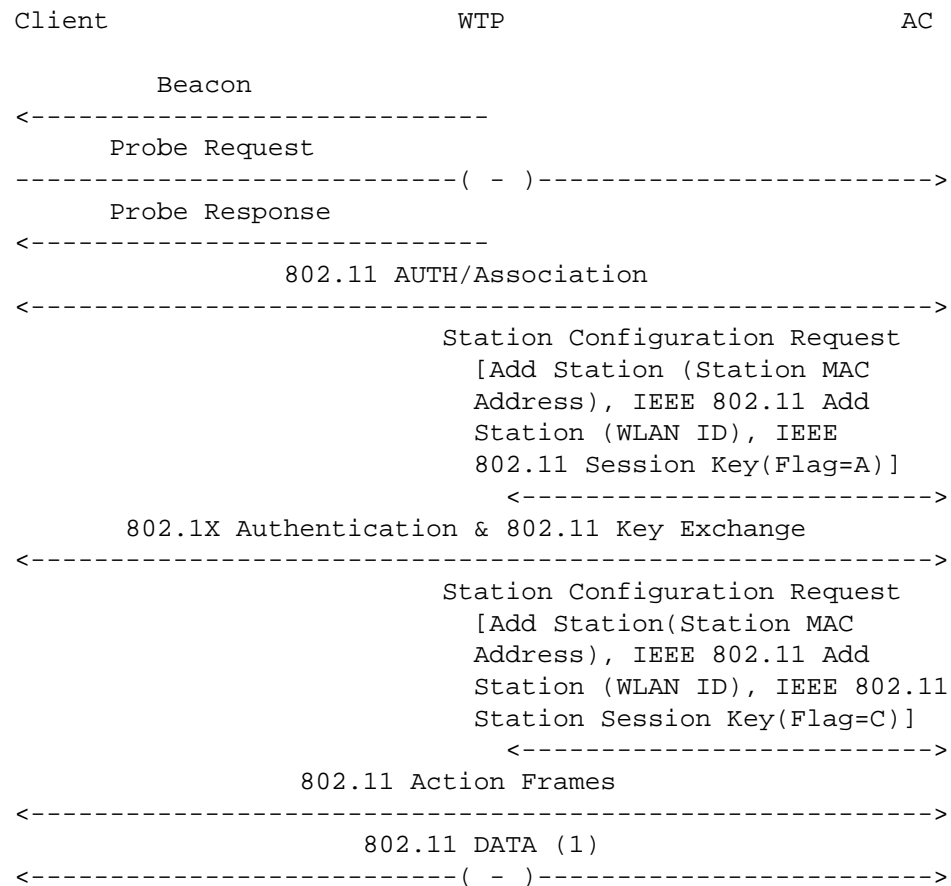 Client WTP AC
Beacon
<-----------------------------
Probe Request
----------------------------( - )------------------------->
Probe Response
<-----------------------------
802.11 AUTH/Association
<--------------------------------------------------------->
Station Configuration Request
[Add Station (Station MAC
Address), IEEE 802.11 Add
Station (WLAN ID), IEEE
802.11 Session Key(Flag=A)]
<-------------------------->
802.1X Authentication & 802.11 Key Exchange
<--------------------------------------------------------->
Station Configuration Request
[Add Station(Station MAC
Address), IEEE 802.11 Add
Station (WLAN ID), IEEE 802.11
Station Session Key(Flag=C)]
<-------------------------->
802.11 Action Frames
<--------------------------------------------------------->
802.11 DATA (1)
<---------------------------( - )------------------------->